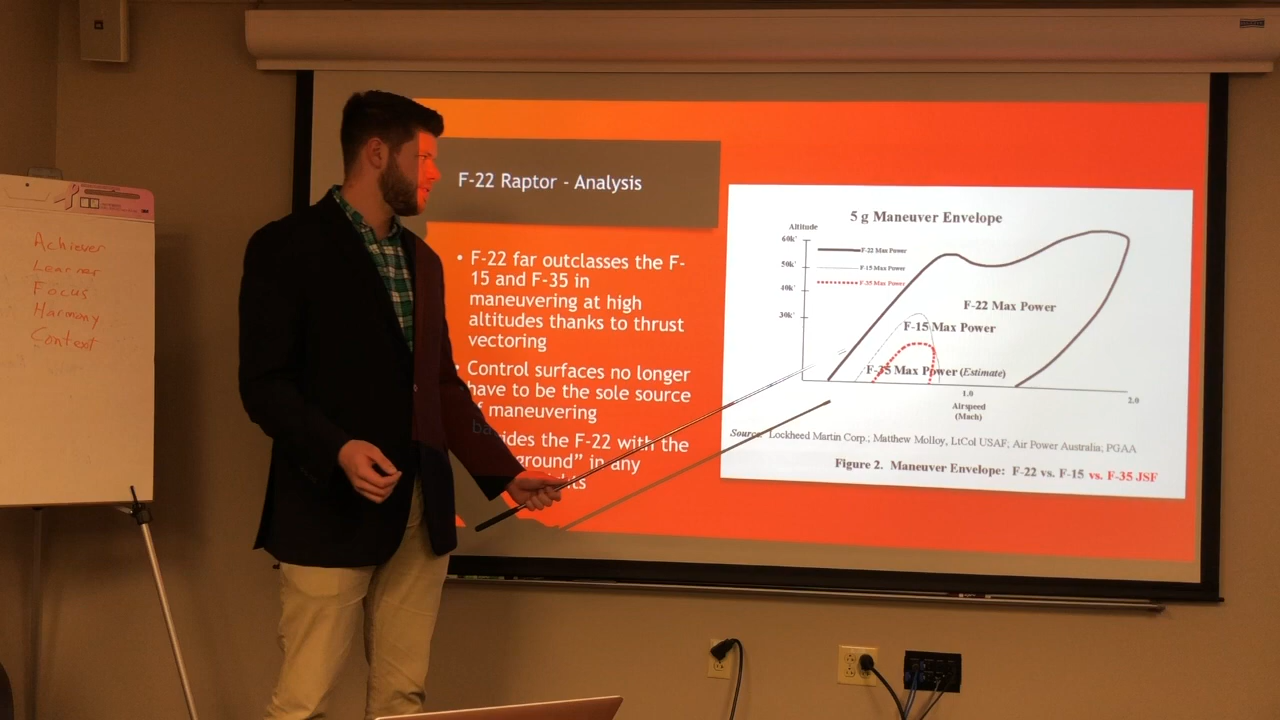 Achiever
Learner
Focus
Harmony
Context
F-22 Raptor - Analysis
• F-22 far outclasses the F-
15 and F-35 in
maneuvering at high
altitudes thanks to thrust
vectoring
Control surfaces no longer
have to be the sole source
of maneuvering
sides the F-22 with the
ground” in any
5 g Maneuver Envelope
Altitude
60k'
50k'
40k'
30k'
F-22 Max Power
F-15 Max Power
F-35 Max Power
F-22 Max Power
F-15 Max Power
F-35 Max Power (Estimate)
1.0
2.0
Airspeed
(Mach)
Source: Lockheed Martin Corp.; Matthew Molloy, LtCol USAF; Air Power Australia; PGAA
Figure 2. Maneuver Envelope: F-22 vs. F-15 vs. F-35 JSF